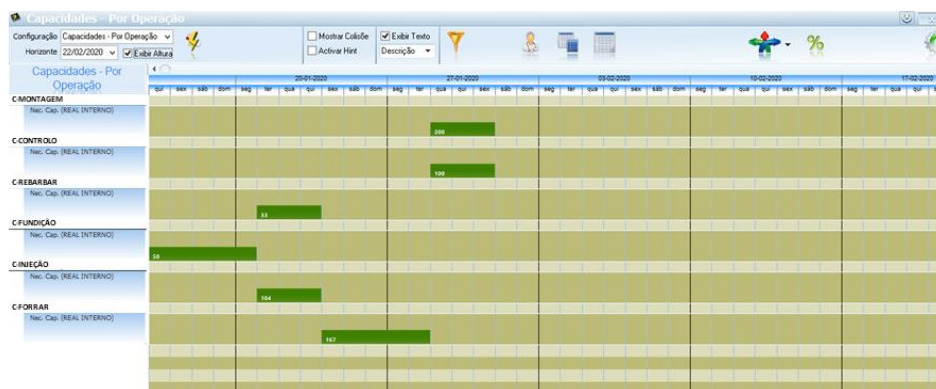 Capacidades - Por Operação
Configuração Capacidades - Por Operação
Mostrar Colisõe Exibir Texto
Horizonte 22/02/2020 Exibir Altura
Activar Hint Descrição
Capacidades - Por
Operação
20-01-2020 27-01-2020 03-02-2020 10-02-2020 17-02-2020
qui sex sáb dom seg ter qua qui sex sáb dom seg ter qua qui sex sáb dom seg ter qua qui sex sáb dom seg ter qua qui sex sáb dom seg ter qua qui
C-MONTAGEM
Nec. Cap. (REAL INTERNO)
200
C-CONTROLO
Nec. Cap. (REAL INTERNO)
100
C-REBARBAR
Nec. Cap. (REAL INTERNO)
33
C-FUNDIÇÃO
Nec. Cap. (REAL INTERNO)
50
C-INJEÇÃO
Nec. Cap. (REAL INTERNO)
104
C-FORRAR
Nec. Cap. (REAL INTERNO)
167